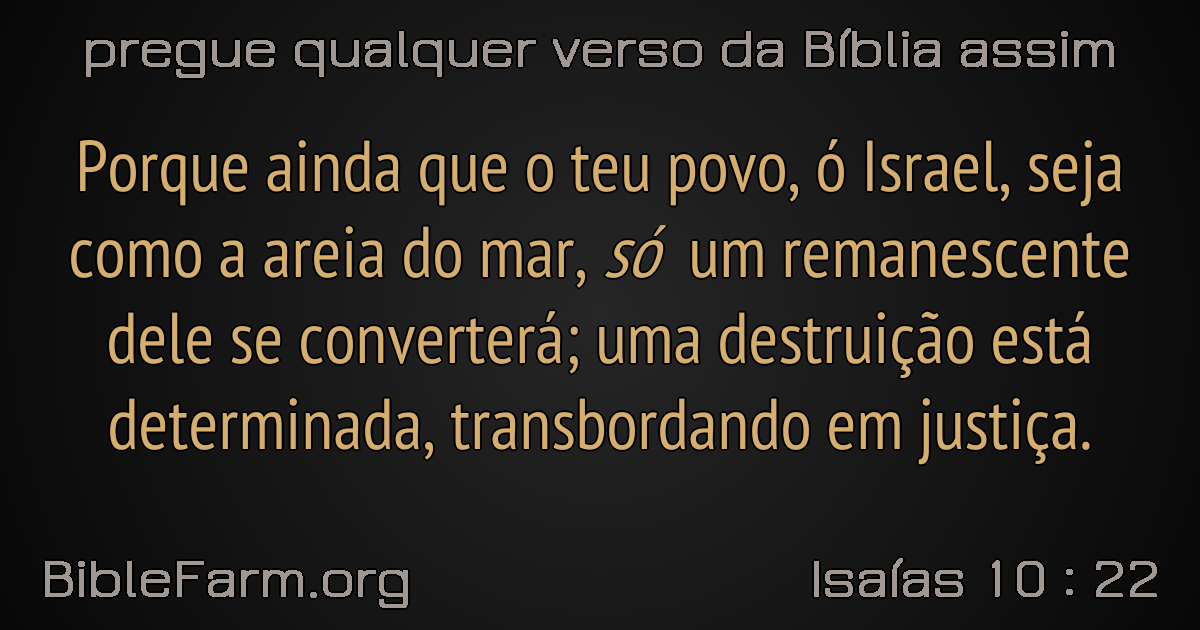 pregue qualquer verso da Bíblia assim
Porque ainda que o teu povo, ó Israel, seja
como a areia do mar, só um remanescente
dele se converterá; uma destruição está
determinada, transbordando em justiça.
BibleFarm.org
Isaías 10 : 22